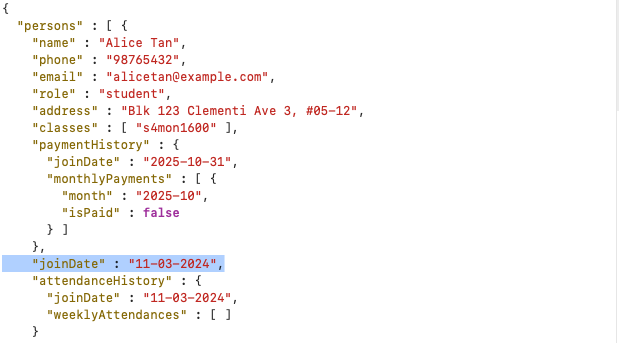 {
"persons" : [ {
"name" : "Alice Tan",
"phone" : "98765432",
"email" : "alicetan@example.com",
"role" : "student",
"address" : "Blk 123 Clementi Ave 3, #05-12",
"classes" : [ "s4mon1600" ],
"paymentHistory" : {
"joinDate" : "2025-10-31",
"monthlyPayments" : [ {
"month" : "2025-10",
"isPaid" : false
} ]
},
"joinDate" : "11-03-2024",
"attendanceHistory" : {
"joinDate" : "11-03-2024",
"weeklyAttendances" : [ ]
}